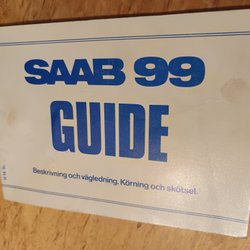 SAAB 99
GUIDE
Beskrivning och vägledning. Körning och skötsel.